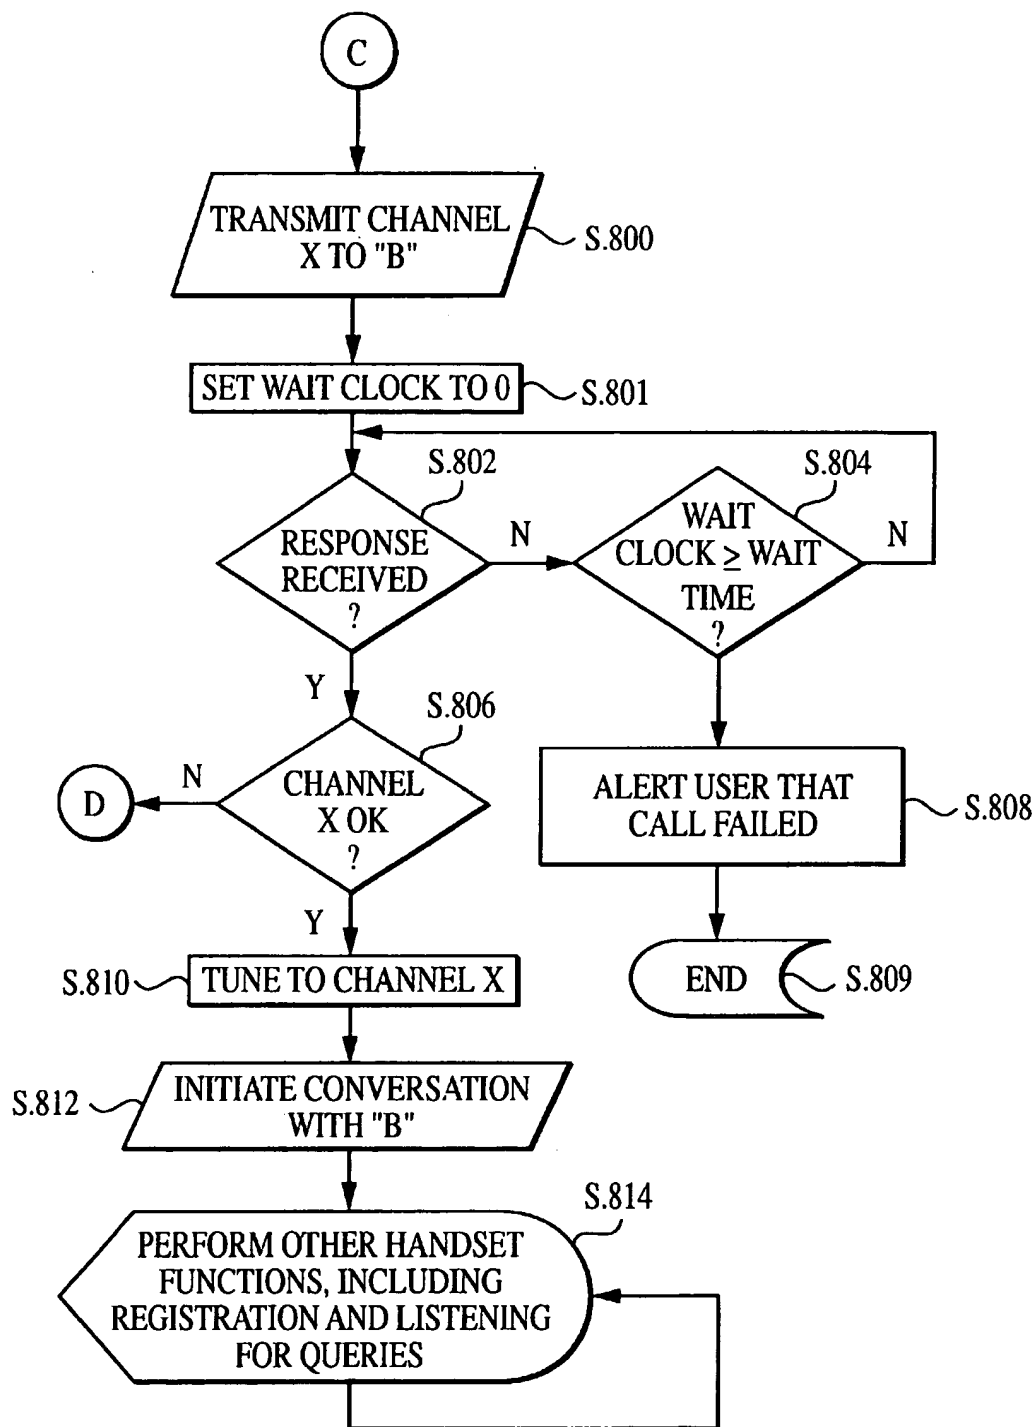 C
TRANSMIT CHANNEL
X TO "B"
S.800
SET WAIT CLOCK TO 0
S.801
S.802
RESPONSE
RECEIVED
?
N
S.804
WAIT
CLOCK ≥ WAIT
TIME
?
N
Y
S.806
CHANNEL
X OK
?
N
D
ALERT USER THAT
CALL FAILED
S.808
Y
S.810
TUNE TO CHANNEL X
END
S.809
S.812
INITIATE CONVERSATION
WITH "B"
S.814
PERFORM OTHER HANDSET
FUNCTIONS, INCLUDING
REGISTRATION AND LISTENING
FOR QUERIES